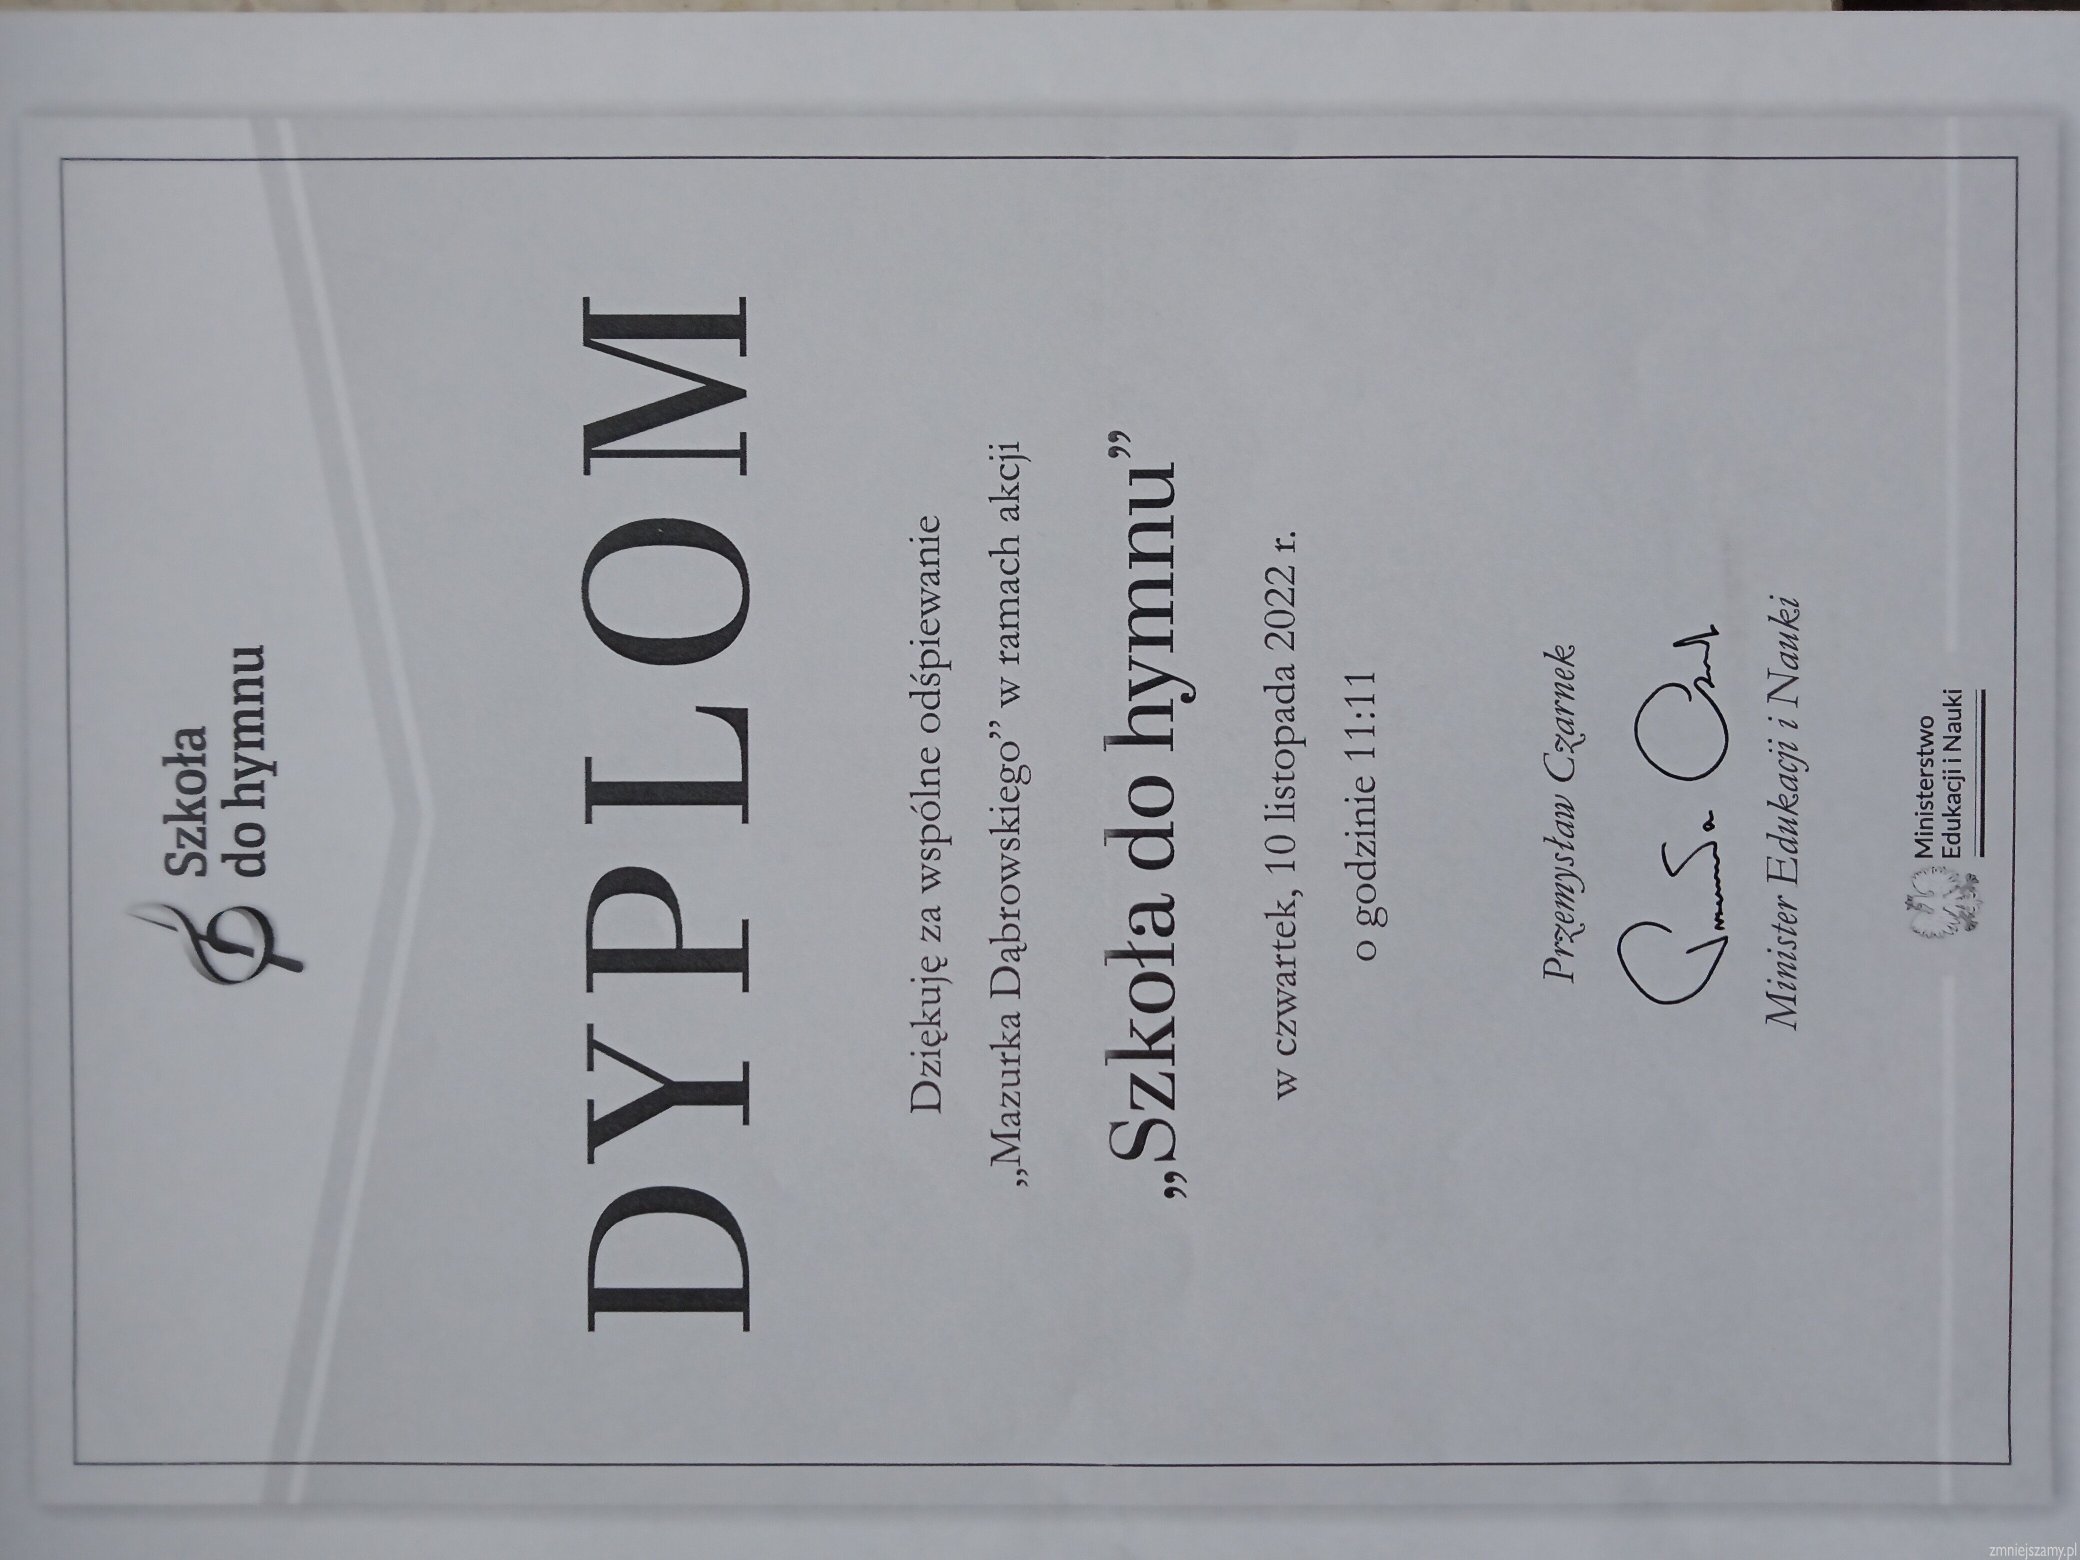 Szkoła
do hymnu
DYPLOM
Dziękuję za wspólne odśpiewanie
„Mazurka Dąbrowskiego” w ramach akcji
„Szkoła do hymnu”
w czwartek, 10 listopada 2022 r.
o godzinie 11:11
Przemysław Czarnek
Minister Edukacji i Nauki
Ministerstwo
Edukacji i Nauki
zmniejszamy.pl